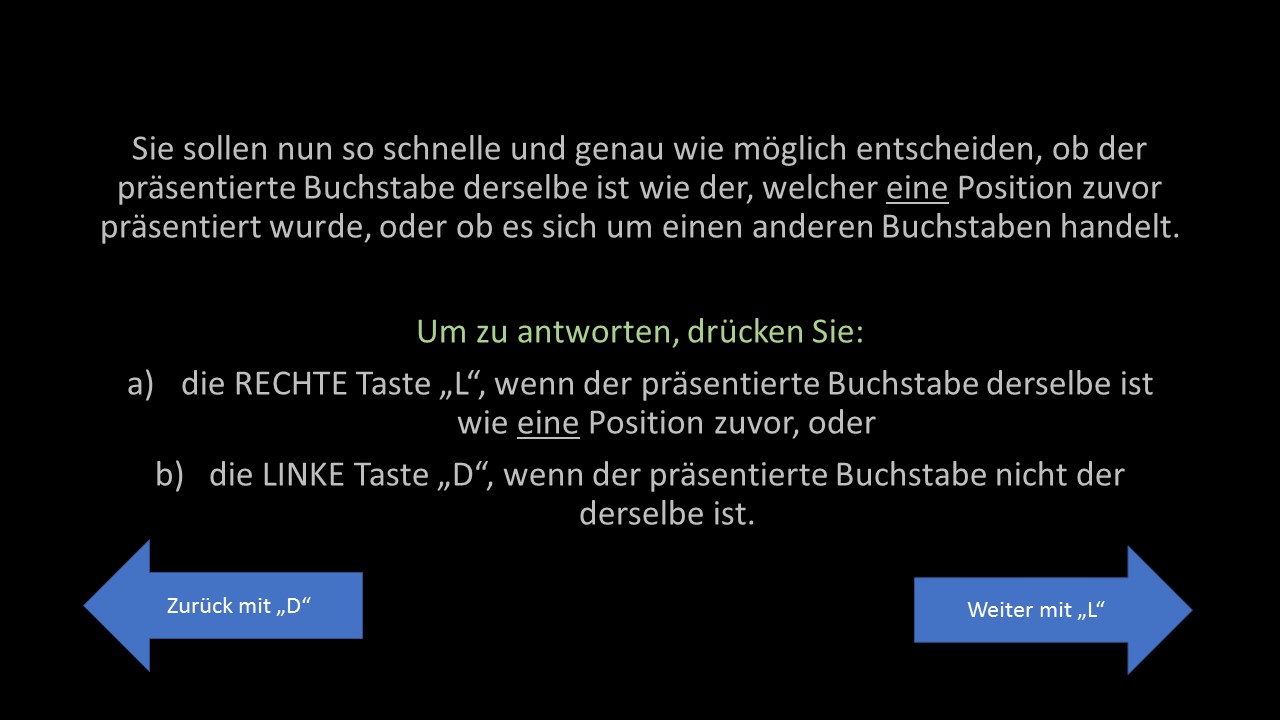 Sie sollen nun so schnelle und genau wie möglich entscheiden, ob der
präsentierte Buchstabe derselbe ist wie der, welcher eine Position zuvor
präsentiert wurde, oder ob es sich um einen anderen Buchstaben handelt.
Um zu antworten, drücken Sie:
a) die RECHTE Taste „L“, wenn der präsentierte Buchstabe derselbe ist
wie eine Position zuvor, oder
b) die LINKE Taste „D“, wenn der präsentierte Buchstabe nicht der
derselbe ist.
Zurück mit „D“
Weiter mit „L“